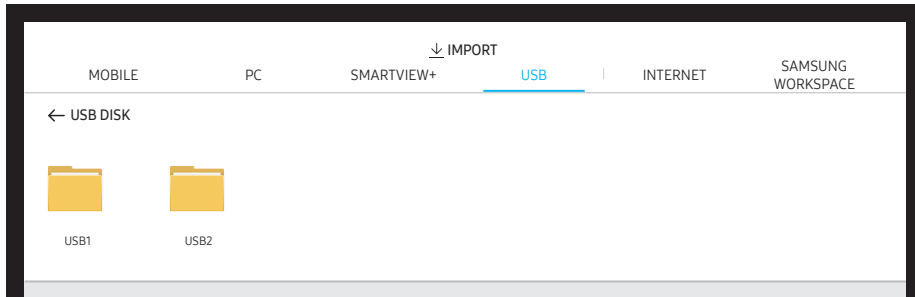 IMPORT
MOBILE PC SMARTVIEW+ USB INTERNET SAMSUNG
WORKSPACE
USB DISK
USB1 USB2